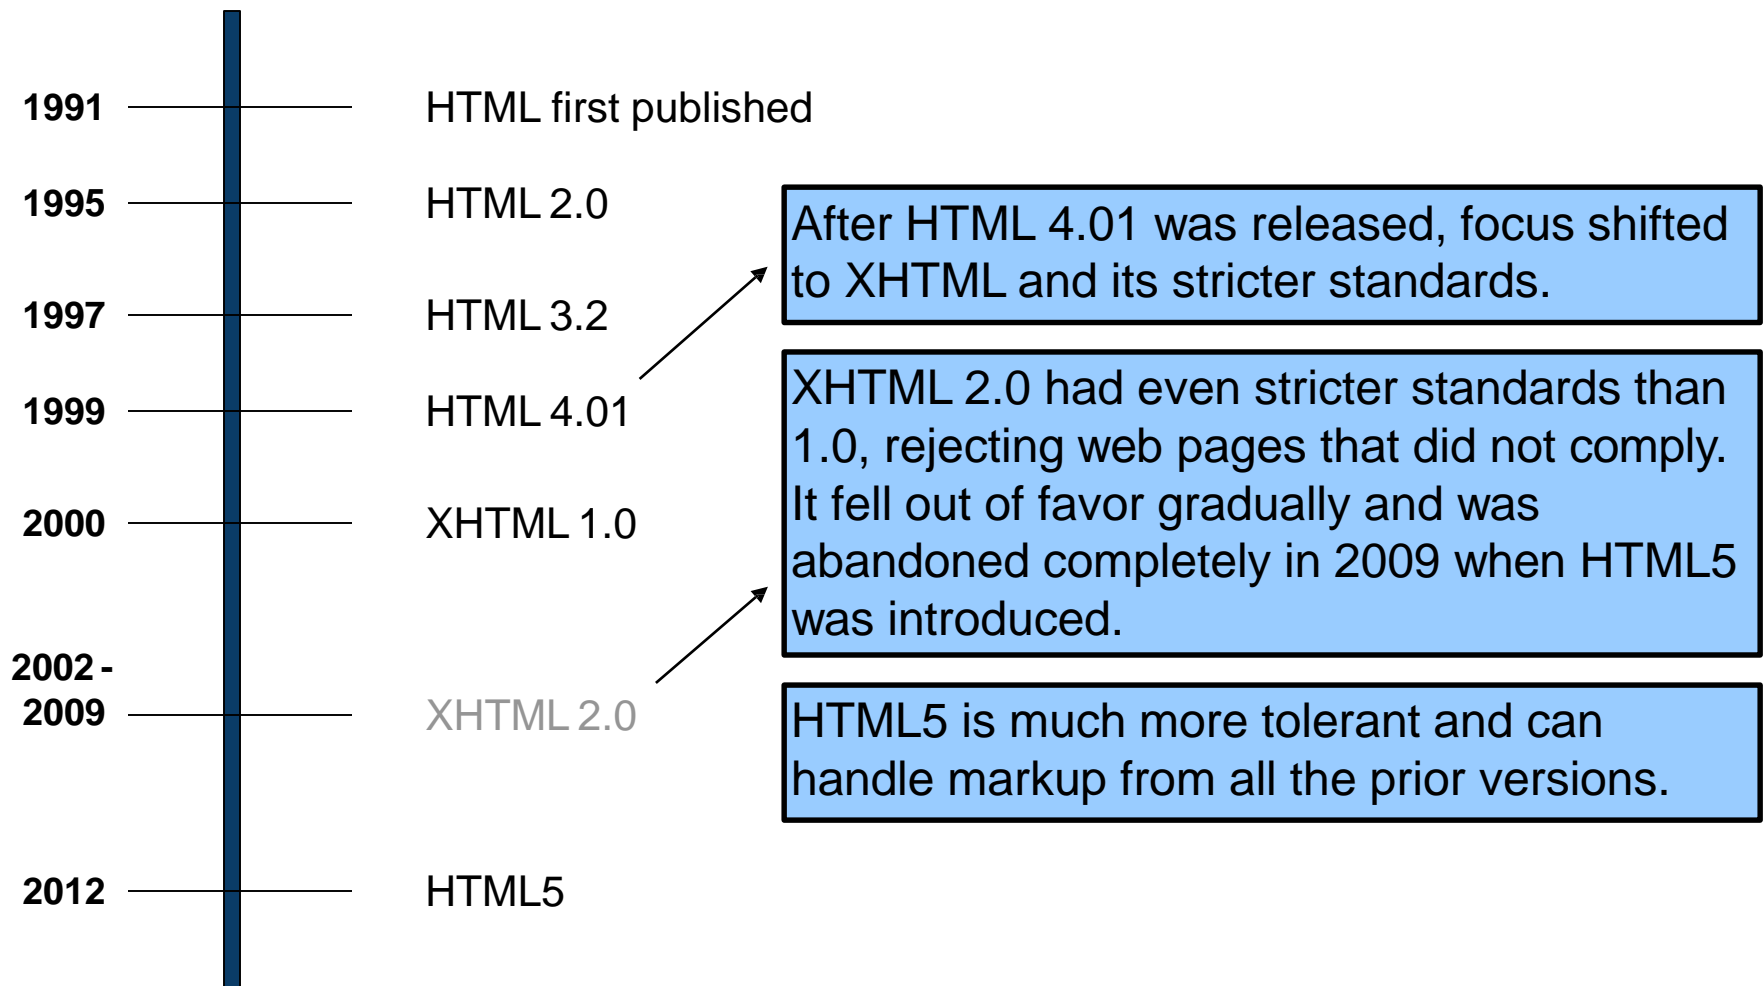 1991 HTML first published
1995 HTML 2.0
1997 HTML 3.2
1999 HTML 4.01
2000 XHTML 1.0
2002 -
2009 XHTML 2.0
2012 HTML5
After HTML 4.01 was released, focus shifted
to XHTML and its stricter standards.
XHTML 2.0 had even stricter standards than
1.0, rejecting web pages that did not comply.
It fell out of favor gradually and was
abandoned completely in 2009 when HTML5
was introduced.
HTML5 is much more tolerant and can
handle markup from all the prior versions.